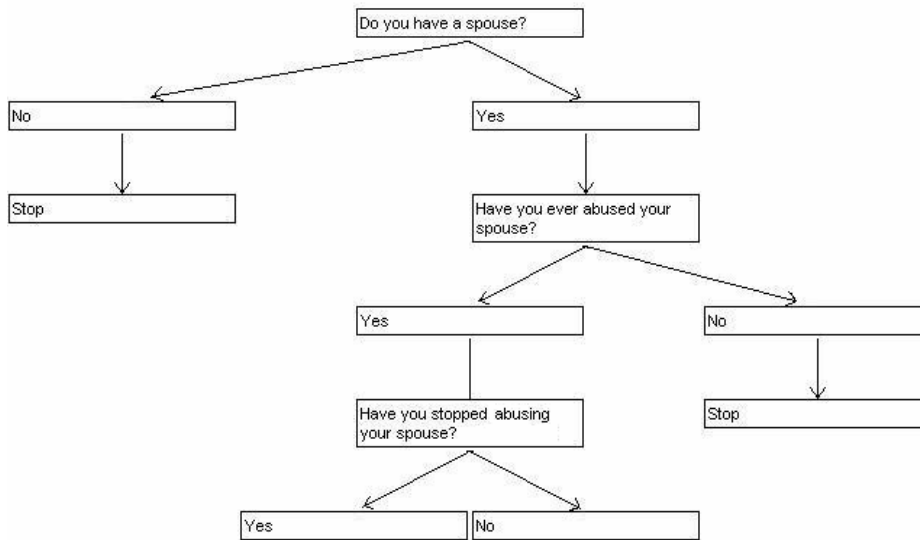 Do you have a spouse?
No
Yes
Stop
Have you ever abused your
spouse?
Yes
No
Have you stopped abusing
your spouse?
Stop
Yes
No